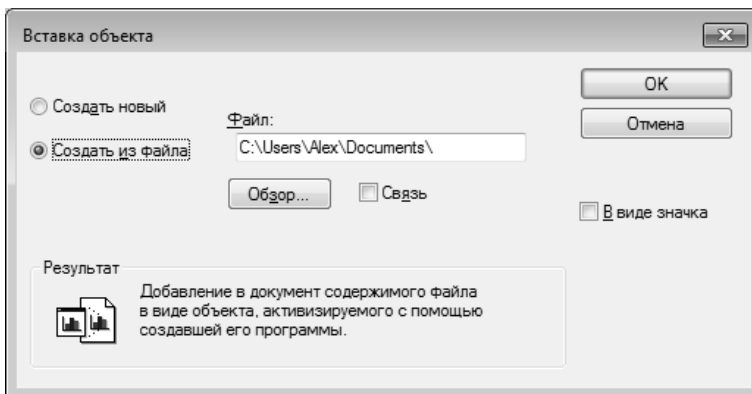 Вставка объекта
OK
Создать новый
Файл:
Отмена
Создать из файла
C:\Users\Alex\Documents\
Обзор...
Связь
В виде значка
Результат
Добавление в документ содержимого файла
в виде объекта, активизируемого с помощью
создавшей его программы.